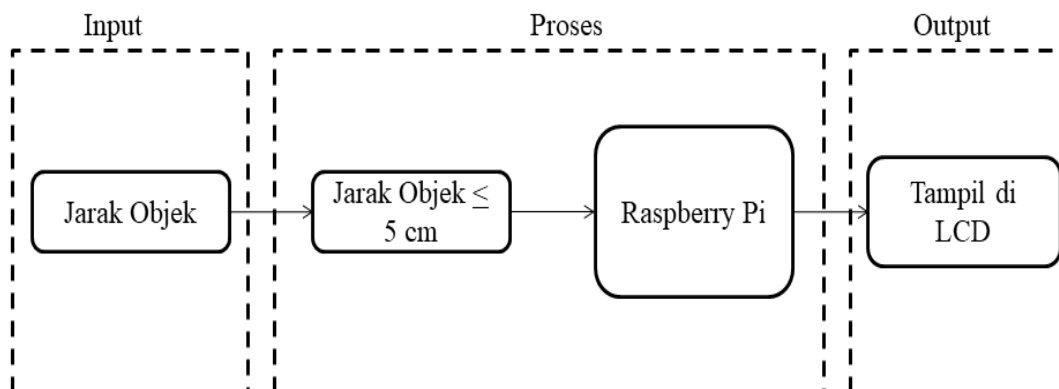 Input
Proses
Output
Jarak Objek
Jarak Objek ≤
5 cm
Raspberry Pi
Tampil di
LCD